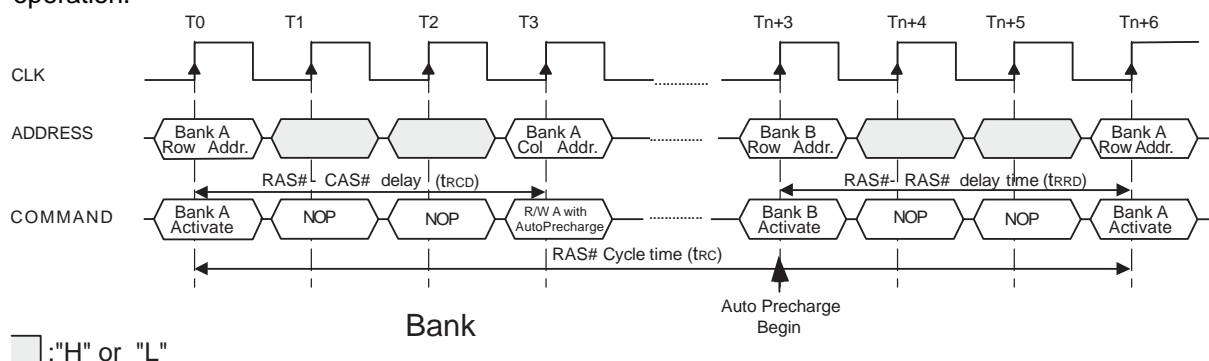 operation.
T0 T1 T2 T3 Tn+3 Tn+4 Tn+5 Tn+6
CLK
ADDRESS
Bank A
Row Addr.
Bank A
Col Addr.
Bank B
Row Addr.
Bank A
Row Addr.
RAS# - CAS# delay (tRCD)
RAS# - RAS# delay time (tRRD)
COMMAND
Bank A
Activate
NOP
NOP
R/W A with
AutoPrecharge
Bank B
Activate
NOP
NOP
Bank A
Activate
RAS# Cycle time (tRC)
Auto Precharge
Begin
Bank
:"H" or "L"